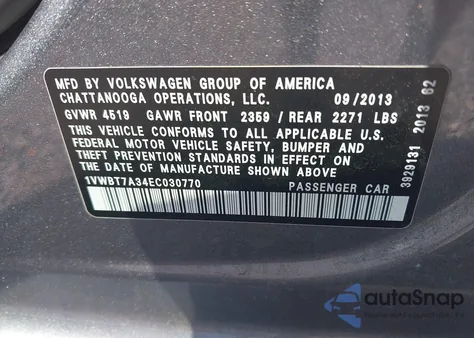 MFD BY VOLKSWAGEN GROUP OF AMERICA
CHATTANOOGA OPERATIONS, LLC. 09/2013
GVWR 4519 GAWR FRONT 2359 / REAR 2271 LBS
THIS VEHICLE CONFORMS TO ALL APPLICABLE U.S.
FEDERAL MOTOR VEHICLE SAFETY, BUMPER AND
THEFT PREVENTION STANDARDS IN EFFECT ON
THE DATE OF MANUFACTURE SHOWN ABOVE
1VWBT7A34EC030770 PASSENGER CAR
3929131 2013 62
autoSnap